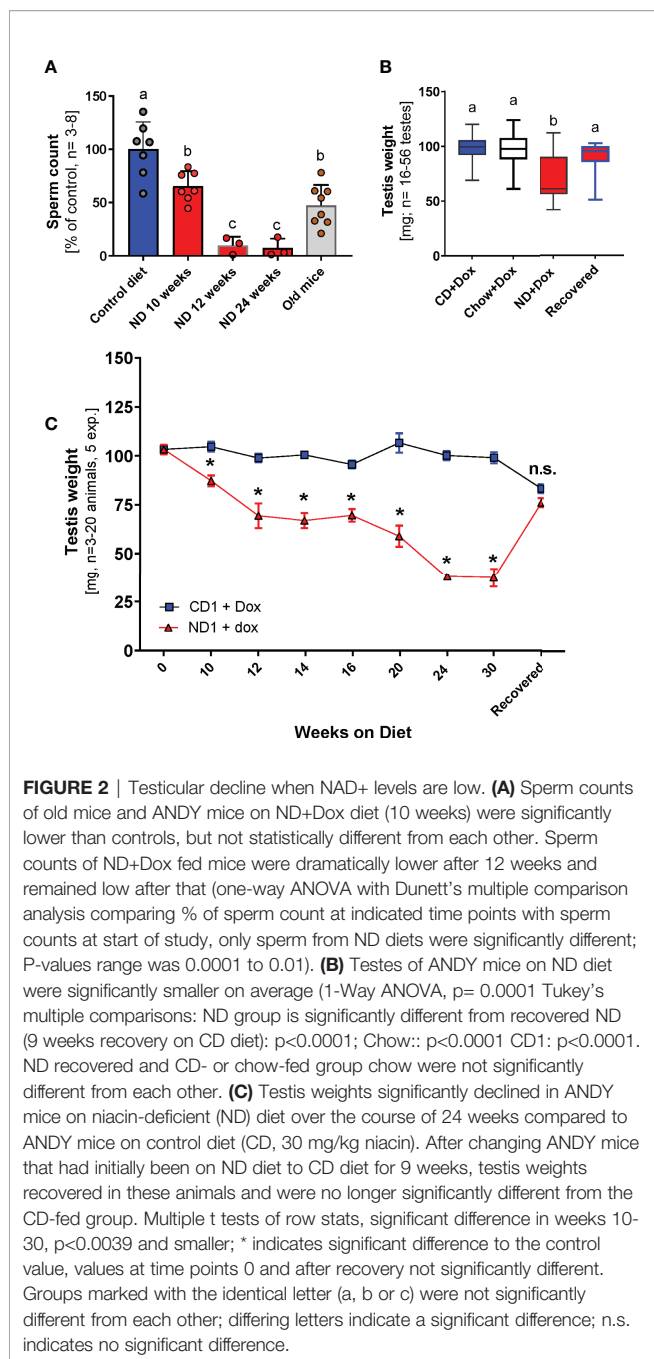 A
150
100
50
0
Sperm count
[% of control, n= 3-8]
a
b
c
c
b
Control diet
ND 10 weeks
ND 12 weeks
ND 24 weeks
Old mice
B
150
100
50
0
Testis weight
[mg; n= 16-56 testes]
a
a
b
a
CD+Dox
Chow+Dox
ND+Dox
Recovered
C
150
125
100
75
50
25
0
Testis weight
[mg, n=3-20 animals, 5 exp.]
*
*
*
*
*
*
*
n.s.
CD1 + Dox
ND1 + dox
0
10
12
14
16
20
24
30
Recovered
Weeks on Diet
FIGURE 2 | Testicular decline when NAD+ levels are low. (A) Sperm counts
of old mice and ANDY mice on ND+Dox diet (10 weeks) were significantly
lower than controls, but not statistically different from each other. Sperm
counts of ND+Dox fed mice were dramatically lower after 12 weeks and
remained low after that (one-way ANOVA with Dunett’s multiple comparison
analysis comparing % of sperm count at indicated time points with sperm
counts at start of study, only sperm from ND diets were significantly different;
P-values range was 0.0001 to 0.01). (B) Testes of ANDY mice on ND diet
were significantly smaller on average (1-Way ANOVA, p= 0.0001 Tukey’s
multiple comparisons: ND group is significantly different from recovered ND
(9 weeks recovery on CD diet): p<0.0001; Chow:: p<0.0001 CD1: p<0.0001.
ND recovered and CD- or chow-fed group chow were not significantly
different from each other. (C) Testis weights significantly declined in ANDY
mice on niacin-deficient (ND) diet over the course of 24 weeks compared to
ANDY mice on control diet (CD, 30 mg/kg niacin). After changing ANDY mice
that had initially been on ND diet to CD diet for 9 weeks, testis weights
recovered in these animals and were no longer significantly different from the
CD-fed group. Multiple t tests of row stats, significant difference in weeks 10-
30, p<0.0039 and smaller; * indicates significant difference to the control
value, values at time points 0 and after recovery not significantly different.
Groups marked with the identical letter (a, b or c) were not significantly
different from each other; differing letters indicate a significant difference; n.s.
indicates no significant difference.